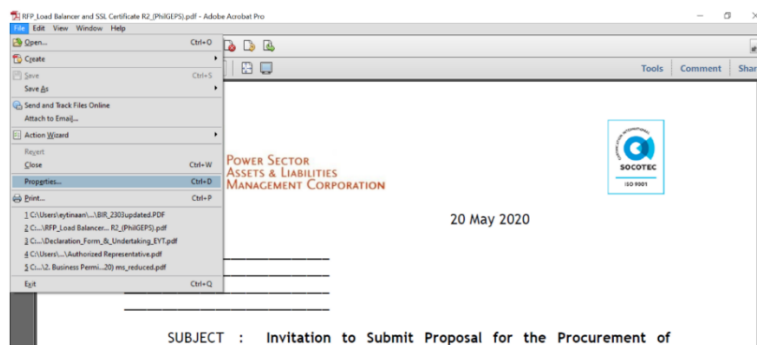 RFP_Load Balancer and SSL Certificate R2_(PhilGEPS).pdf - Adobe Acrobat Pro
File Edit View Window Help
Open... Ctrl+O
Create
Save Ctrl+S
Save As
Send and Track Files Online
Attach to Email...
Action Wizard
Revert
Close Ctrl+W
Properties... Ctrl+D
Print... Ctrl+P
1 C:\Users\eytinaan\...\BIR_2303updated.PDF
2 C:...\RFP_Load Balancer... R2_(PhilGEPS).pdf
3 C:...\Declaration_Form_&_Undertaking_EYT.pdf
4 C:\Users\...\Authorized Representative.pdf
5 C:...\2. Business Permi...20) ms_reduced.pdf
Exit Ctrl+Q
Tools Comment Shar
POWER SECTOR
ASSETS & LIABILITIES
MANAGEMENT CORPORATION
SOCOTEC
ISO 9001
20 May 2020
SUBJECT : Invitation to Submit Proposal for the Procurement of